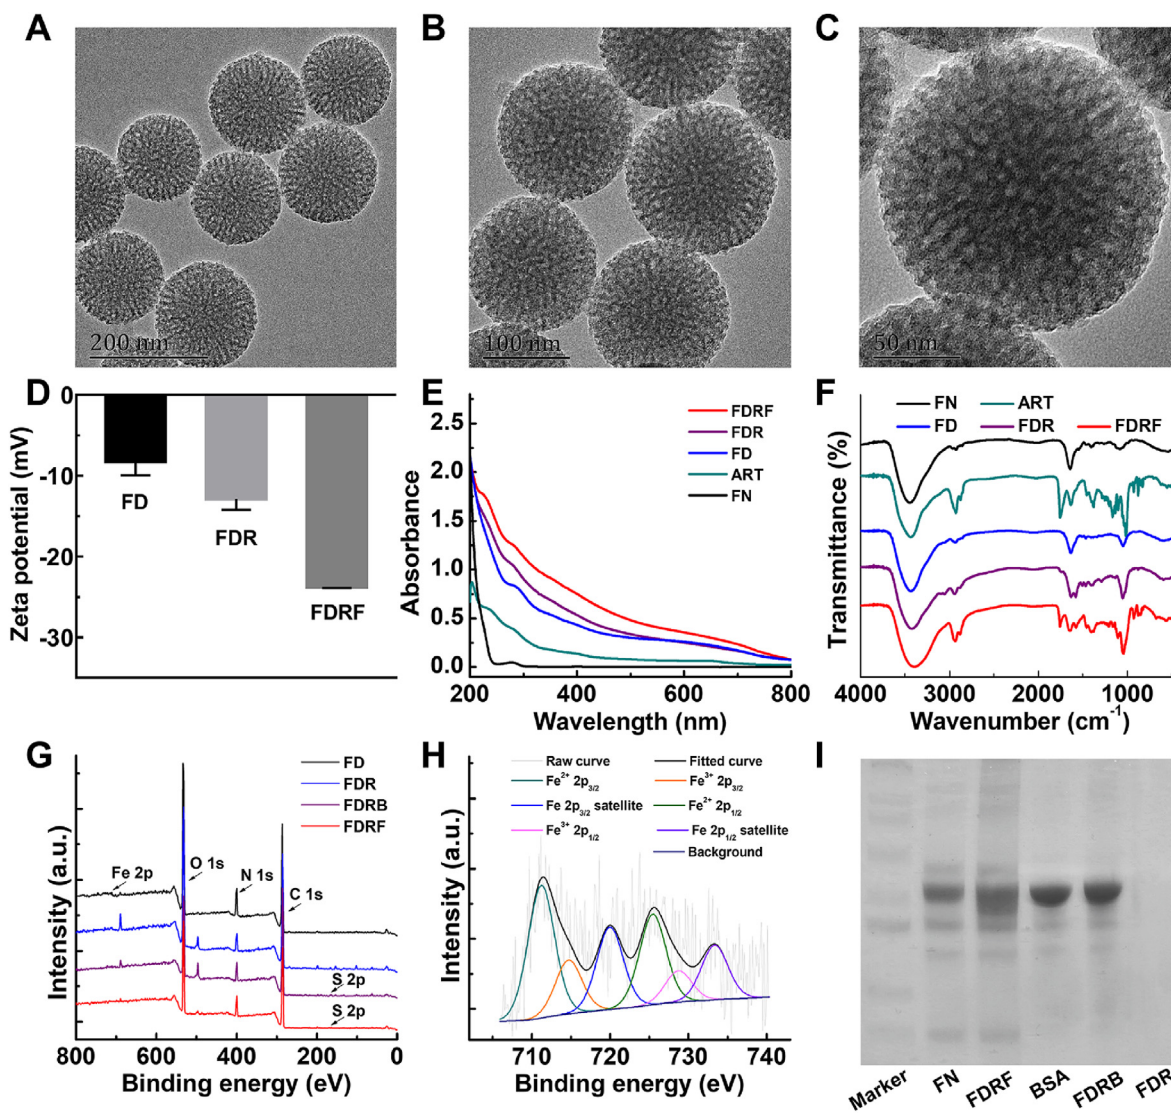 A
B
C
200 nm
100 nm
50 nm
D
Zeta potential (mV)
0
-10
-20
-30
FD
FDR
FDRF
E
Absorbance
2.5
2.0
1.5
1.0
0.5
0.0
FDRF
FDR
FD
ART
FN
200
400
600
800
Wavelength (nm)
F
FN
ART
FD
FDR
FDRF
Transmittance (%)
4000
3000
2000
1000
Wavenumber (cm⁻¹)
G
FD
FDR
FDRB
FDRF
Fe 2p
O 1s
N 1s
C 1s
S 2p
S 2p
Intensity (a.u.)
800
600
400
200
0
Binding energy (eV)
H
Raw curve
Fitted curve
Fe²⁺ 2p₃/₂
Fe³⁺ 2p₃/₂
Fe 2p₃/₂ satellite
Fe²⁺ 2p₁/₂
Fe³⁺ 2p₁/₂
Fe 2p₁/₂ satellite
Background
Intensity (a.u.)
710
720
730
740
Binding energy (eV)
I
Marker
FN
FDRF
BSA
FDRB
FDR